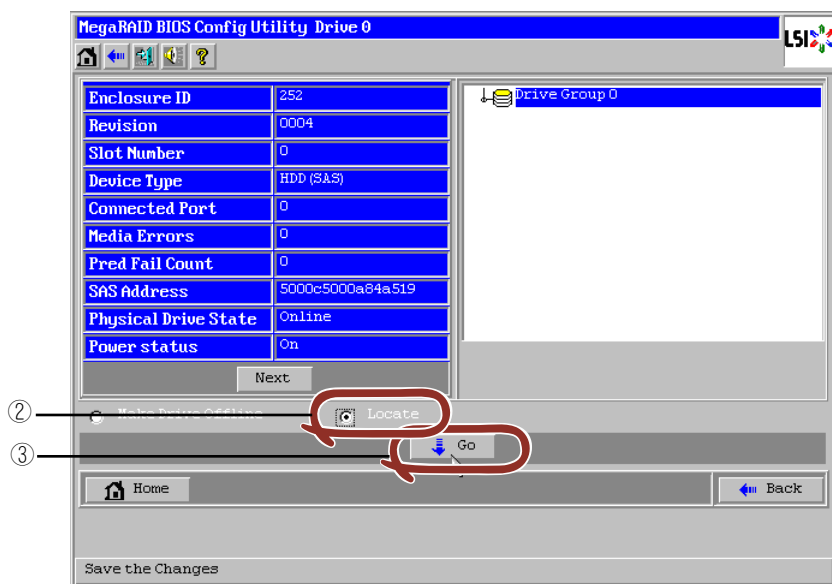 MegaRAID BIOS Config Utility Drive 0
LSI
Enclosure ID 252
Revision 0004
Slot Number 0
Device Type HDD (SAS)
Connected Port 0
Media Errors 0
Pred Fail Count 0
SAS Address 5000c5000a84a519
Physical Drive State Online
Power status On
Next
Drive Group 0
② Make Drive Offline Locate
③ Go
Home Back
Save the Changes